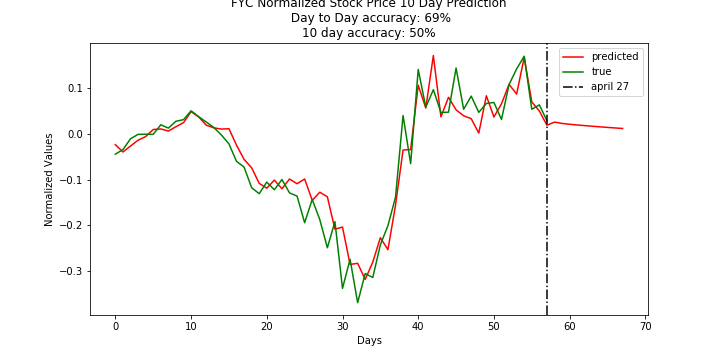 FYC Normalized Stock Price 10 Day Prediction
Day to Day accuracy: 69%
10 day accuracy: 50%
predicted
true
april 27
0.1
0.0
−0.1
−0.2
−0.3
Normalized Values
0 10 20 30 40 50 60 70
Days